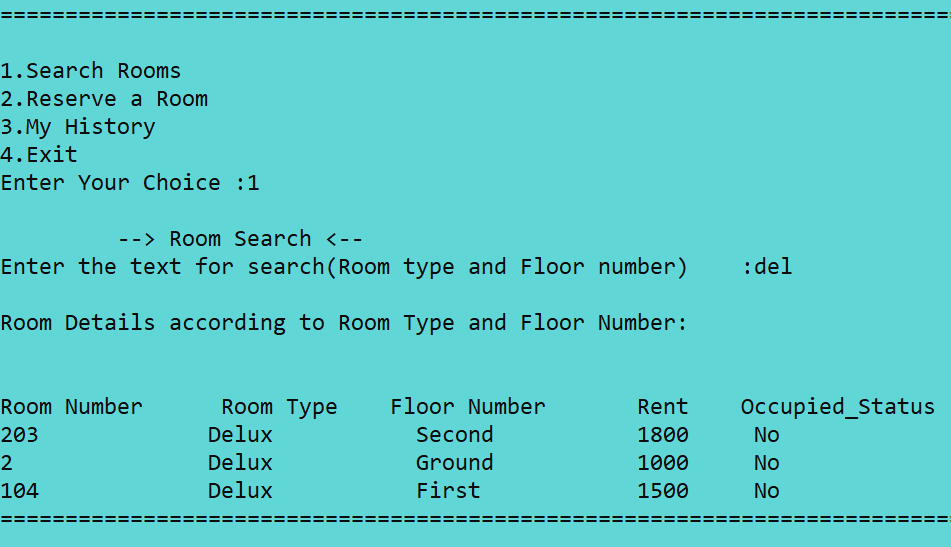 =========================================================================
1.Search Rooms
2.Reserve a Room
3.My History
4.Exit
Enter Your Choice :1
--> Room Search <--
Enter the text for search(Room type and Floor number)    :del
Room Details according to Room Type and Floor Number:
Room Number      Room Type    Floor Number       Rent    Occupied_Status
203             Delux           Second           1800     No
2               Delux           Ground           1000     No
104             Delux           First            1500     No
=========================================================================